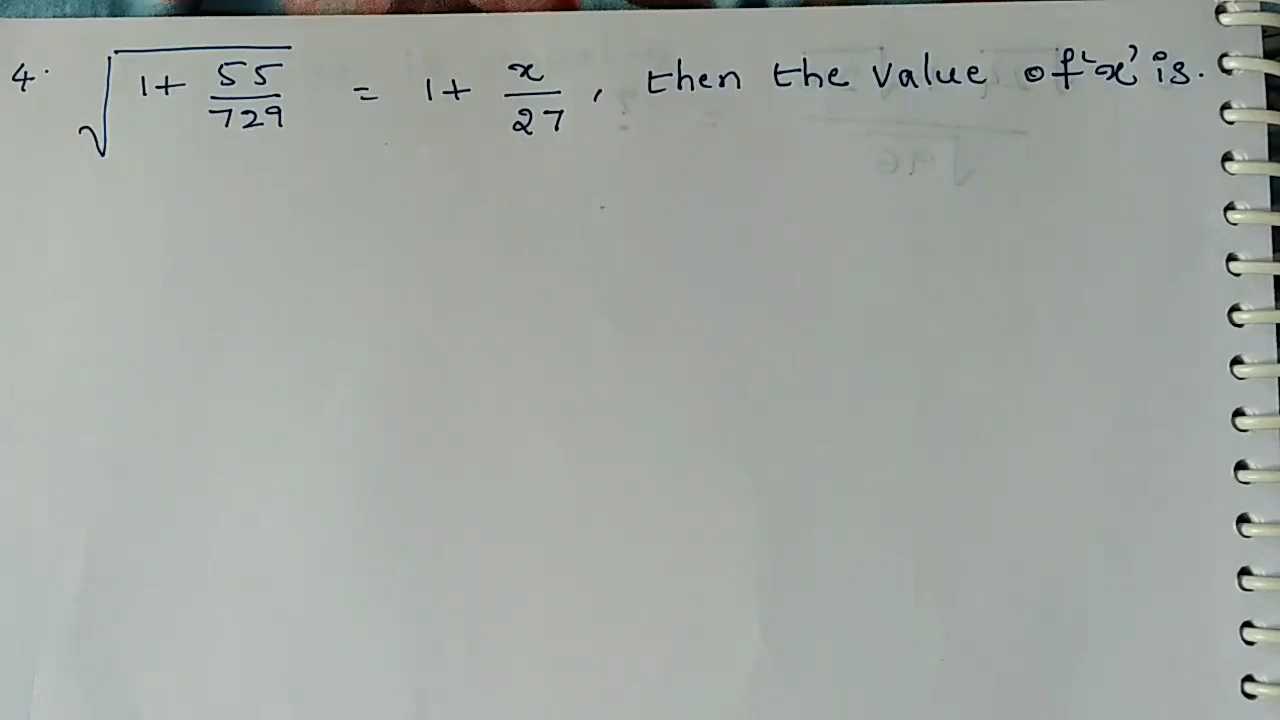 4. √(1 + 55/729) = 1 + x/27, then the value of 'x' is.